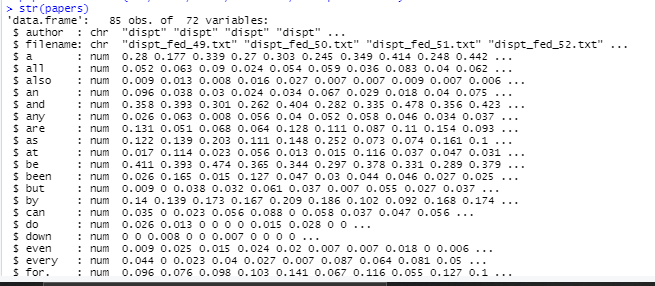 > str(papers)
'data.frame':   85 obs. of  72 variables:
 $ author  : chr  "dispt" "dispt" "dispt" "dispt" ...
 $ filename: chr  "dispt_fed_49.txt" "dispt_fed_50.txt" "dispt_fed_51.txt" "dispt_fed_52.txt" ...
 $ a       : num  0.28 0.177 0.339 0.27 0.303 0.245 0.349 0.414 0.248 0.442 ...
 $ all     : num  0.052 0.063 0.09 0.024 0.054 0.059 0.036 0.083 0.04 0.062 ...
 $ also    : num  0.009 0.013 0.008 0.016 0.027 0.007 0.007 0.009 0.007 0.006 ...
 $ an      : num  0.096 0.038 0.03 0.024 0.034 0.067 0.029 0.018 0.04 0.075 ...
 $ and     : num  0.358 0.393 0.301 0.262 0.404 0.282 0.335 0.478 0.356 0.423 ...
 $ any     : num  0.026 0.063 0.008 0.056 0.04 0.052 0.058 0.046 0.034 0.037 ...
 $ are     : num  0.131 0.051 0.068 0.064 0.128 0.111 0.087 0.11 0.154 0.093 ...
 $ as      : num  0.122 0.139 0.203 0.111 0.148 0.252 0.073 0.074 0.161 0.1 ...
 $ at      : num  0.017 0.114 0.023 0.056 0.013 0.015 0.116 0.037 0.047 0.031 ...
 $ be      : num  0.411 0.393 0.474 0.365 0.344 0.297 0.378 0.331 0.289 0.379 ...
 $ been    : num  0.026 0.165 0.015 0.127 0.047 0.03 0.044 0.046 0.027 0.025 ...
 $ but     : num  0.009 0 0.038 0.032 0.061 0.037 0.007 0.055 0.027 0.037 ...
 $ by      : num  0.14 0.139 0.173 0.167 0.209 0.186 0.102 0.092 0.168 0.174 ...
 $ can     : num  0.035 0 0.023 0.056 0.088 0 0.058 0.037 0.047 0.056 ...
 $ do      : num  0.026 0.013 0 0 0 0 0.015 0.028 0 0 ...
 $ down    : num  0 0 0.008 0 0 0.007 0 0 0 0 ...
 $ even    : num  0.009 0.025 0.015 0.024 0.02 0.007 0.007 0.018 0 0.006 ...
 $ every   : num  0.044 0 0.023 0.04 0.027 0.007 0.087 0.064 0.081 0.05 ...
 $ for.    : num  0.096 0.076 0.098 0.103 0.141 0.067 0.116 0.055 0.127 0.1 ...